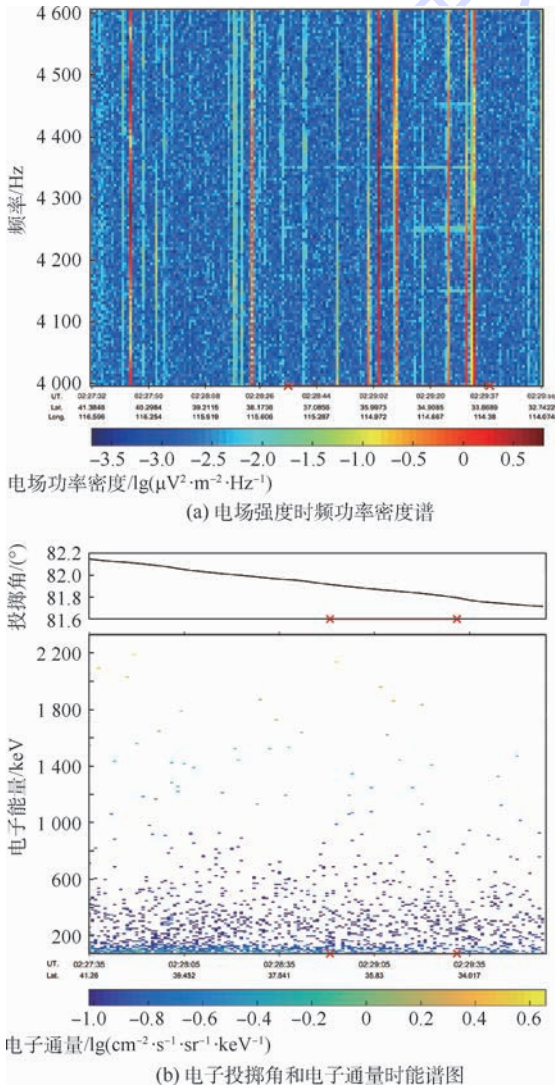 4 600
4 500
4 400
4 300
4 200
4 100
4 000
频率/Hz
UT. 02:27:32 02:27:50 02:28:08 02:28:26 02:28:44 02:29:02 02:29:20 02:29:37
Lat. 41.3848 40.2984 39.2115 38.1736 37.0856 35.9973 34.9085 33.8689 32.7422
Long. 116.596 116.254 115.519 115.606 115.287 114.972 114.667 114.38 114.074
−3.5 −3.0 −2.5 −2.0 −1.5 −1.0 −0.5 0 0.5
电场功率密度/lg(μV²·m⁻²·Hz⁻¹)
(a) 电场强度时频功率密度谱
82.2
82.0
81.8
81.6
投掷角/(°)
2 200
1 800
1 400
1 000
600
200
电子能量/keV
UT. 02:27:35 02:28:05 02:28:35 02:29:05 02:29:35
Lat. 41.26 39.452 37.641 35.83 34.017
−1.0 −0.8 −0.6 −0.4 −0.2 0 0.2 0.4 0.6
电子通量/lg(cm⁻²·s⁻¹·sr⁻¹·keV⁻¹)
(b) 电子投掷角和电子通量时能谱图